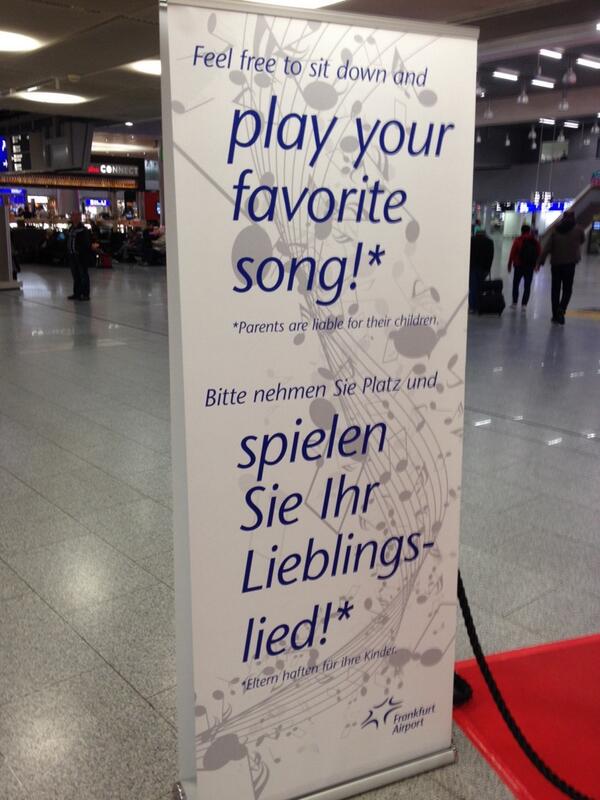 Feel free to sit down and
play your
favorite
song!*
*Parents are liable for their children.
Bitte nehmen Sie Platz und
spielen
Sie Ihr
Lieblings-
lied!*
*Eltern haften für ihre Kinder.
Frankfurt
Airport
CONNECT